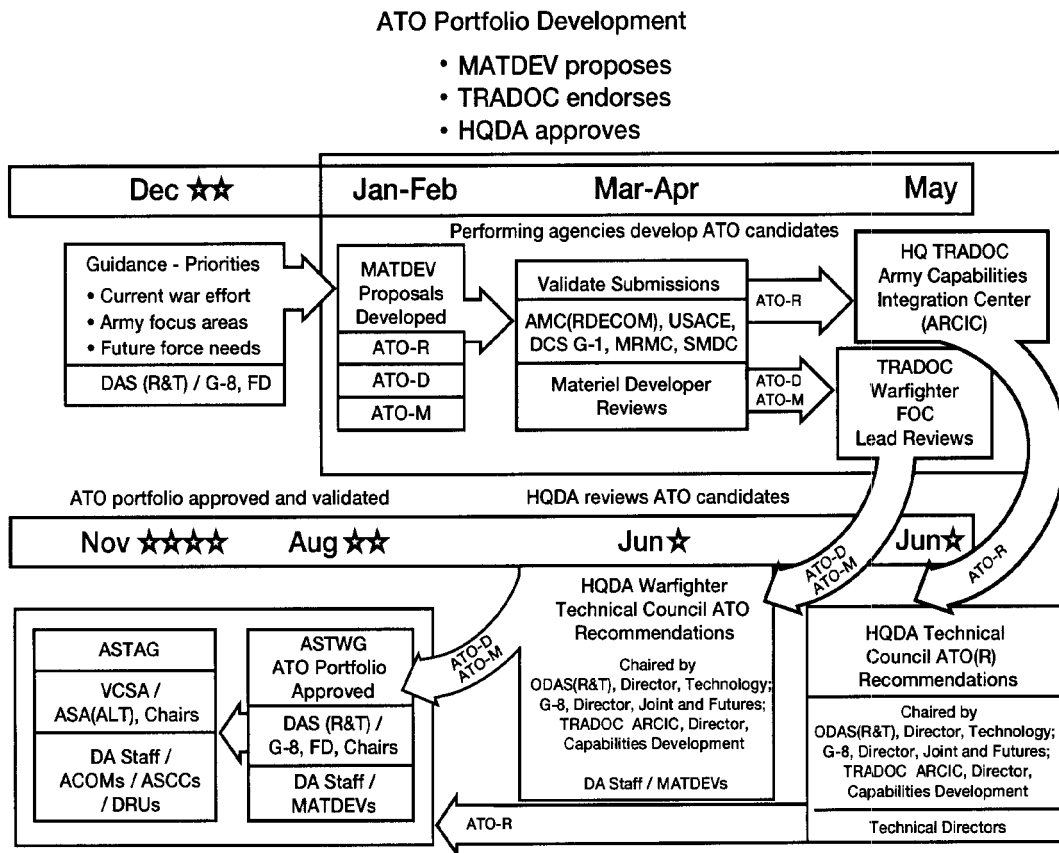 ATO Portfolio Development
• MATDEV proposes
• TRADOC endorses
• HQDA approves
Dec ☆☆
Jan-Feb
Mar-Apr
May
Performing agencies develop ATO candidates
Guidance - Priorities
• Current war effort
• Army focus areas
• Future force needs
DAS (R&T) / G-8, FD
MATDEV
Proposals
Developed
ATO-R
ATO-D
ATO-M
Validate Submissions
AMC(RDECOM), USACE,
DCS G-1, MRMC, SMDC
Materiel Developer
Reviews
ATO-R
ATO-D
ATO-M
HQ TRADOC
Army Capabilities
Integration Center
(ARCIC)
TRADOC
Warfighter
FOC
Lead Reviews
ATO portfolio approved and validated
HQDA reviews ATO candidates
Nov ☆☆☆☆
Aug ☆☆
Jun ☆
Jun ☆
ATO-D
ATO-M
ATO-R
ASTAG
VCSA /
ASA(ALT), Chairs
DA Staff /
ACOMs / ASCCs
/ DRUs
ASTWG
ATO Portfolio
Approved
DAS (R&T) /
G-8, FD, Chairs
DA Staff /
MATDEVs
ATO-D
ATO-M
HQDA Warfighter
Technical Council ATO
Recommendations
Chaired by
ODAS(R&T), Director, Technology;
G-8, Director, Joint and Futures;
TRADOC ARCIC, Director,
Capabilities Development
DA Staff / MATDEVs
HQDA Technical
Council ATO(R)
Recommendations
Chaired by
ODAS(R&T), Director, Technology;
G-8, Director, Joint and Futures;
TRADOC ARCIC, Director,
Capabilities Development
Technical Directors
ATO-R